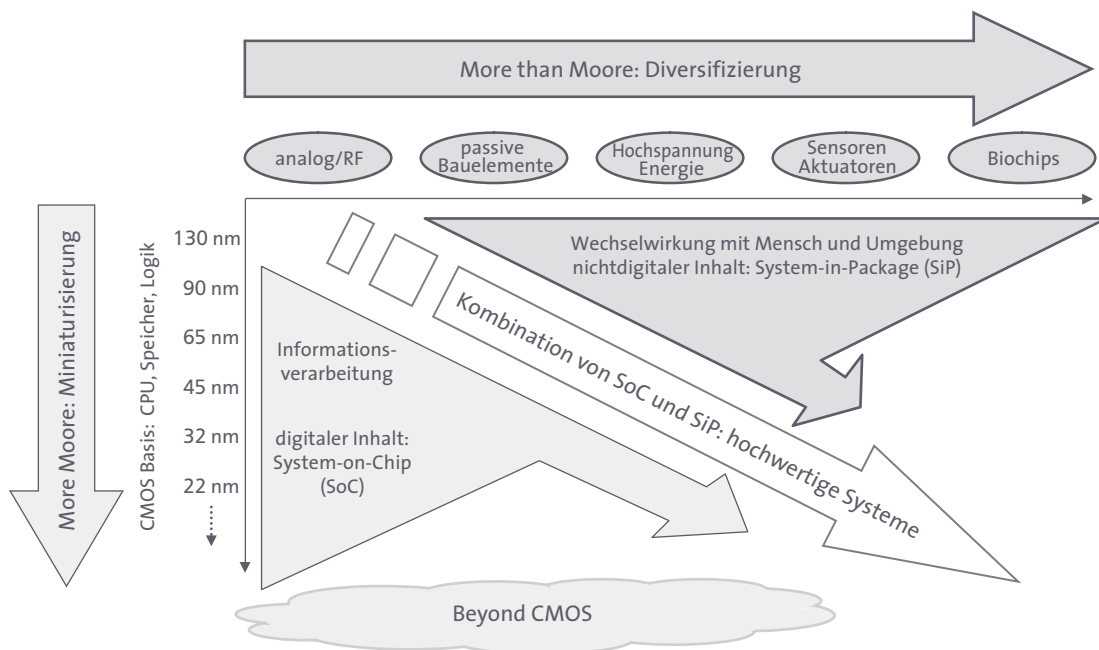 More than Moore: Diversifizierung
analog/RF
passive
Bauelemente
Hochspannung
Energie
Sensoren
Aktuatoren
Biochips
More Moore: Miniaturisierung
CMOS Basis: CPU, Speicher, Logik
130 nm
90 nm
65 nm
45 nm
32 nm
22 nm
Wechselwirkung mit Mensch und Umgebung
nichtdigitaler Inhalt: System-in-Package (SiP)
Kombination von SoC und SiP: hochwertige Systeme
Informations-
verarbeitung
digitaler Inhalt:
System-on-Chip
(SoC)
Beyond CMOS